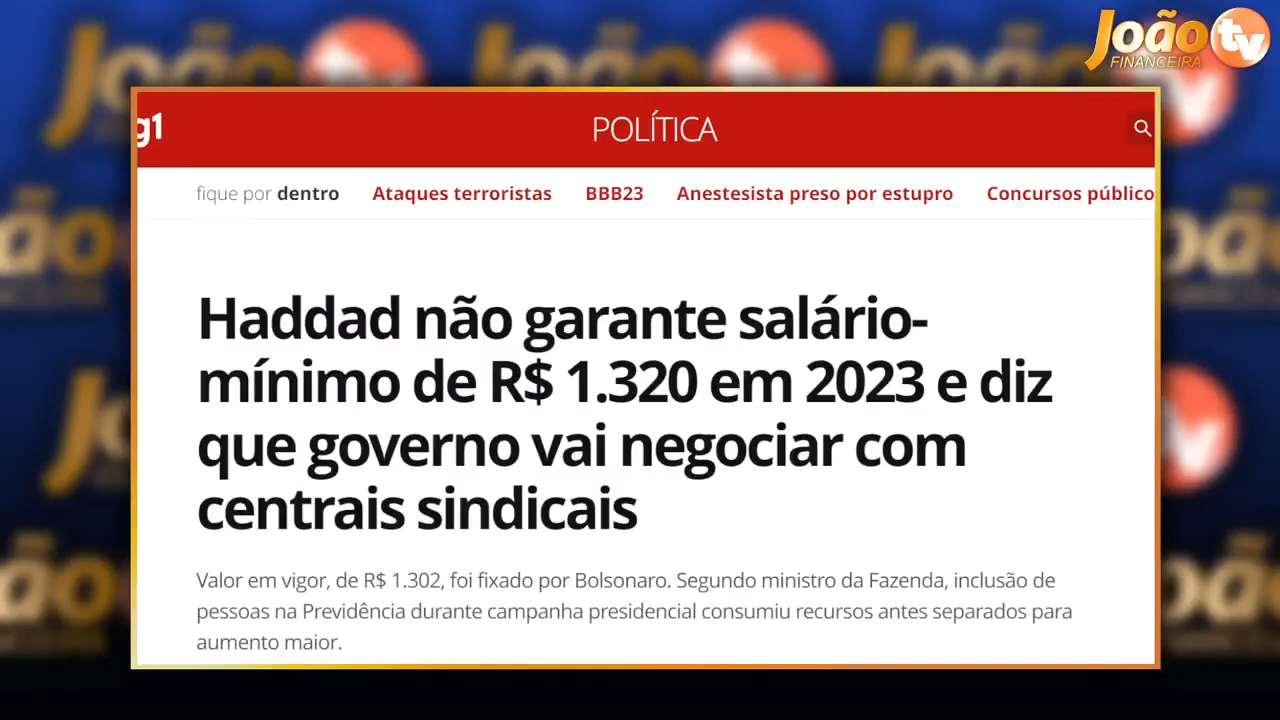 João tv
FINANCEIRA
g1
POLÍTICA
fique por dentro Ataques terroristas BBB23 Anestesista preso por estupro Concursos público
Haddad não garante salário-
mínimo de R$ 1.320 em 2023 e diz
que governo vai negociar com
centrais sindicais
Valor em vigor, de R$ 1.302, foi fixado por Bolsonaro. Segundo ministro da Fazenda, inclusão de
pessoas na Previdência durante campanha presidencial consumiu recursos antes separados para
aumento maior.